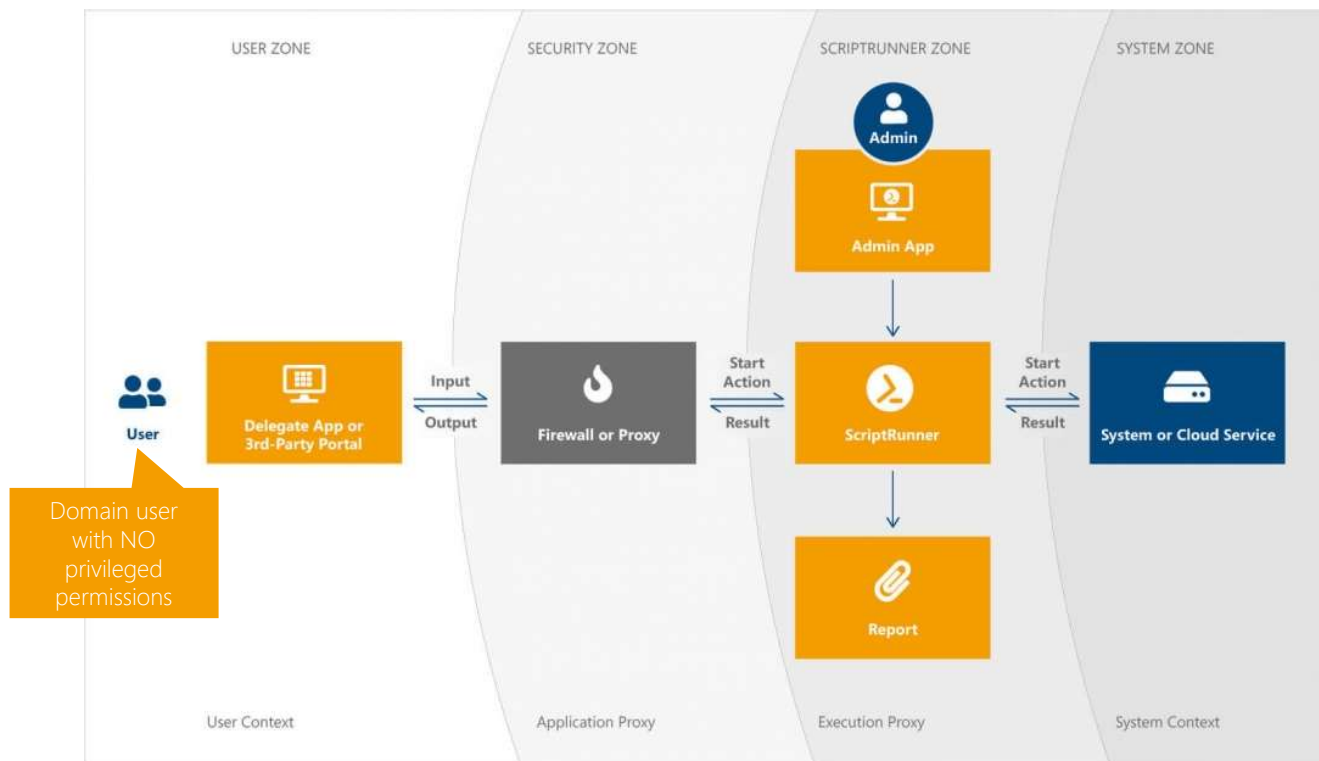 USER ZONE
SECURITY ZONE
SCRIPTRUNNER ZONE
SYSTEM ZONE
Admin
Admin App
User
Delegate App or
3rd-Party Portal
Input
Output
Firewall or Proxy
Start
Action
Result
ScriptRunner
Start
Action
Result
System or Cloud Service
Domain user
with NO
privileged
permissions
Report
User Context
Application Proxy
Execution Proxy
System Context